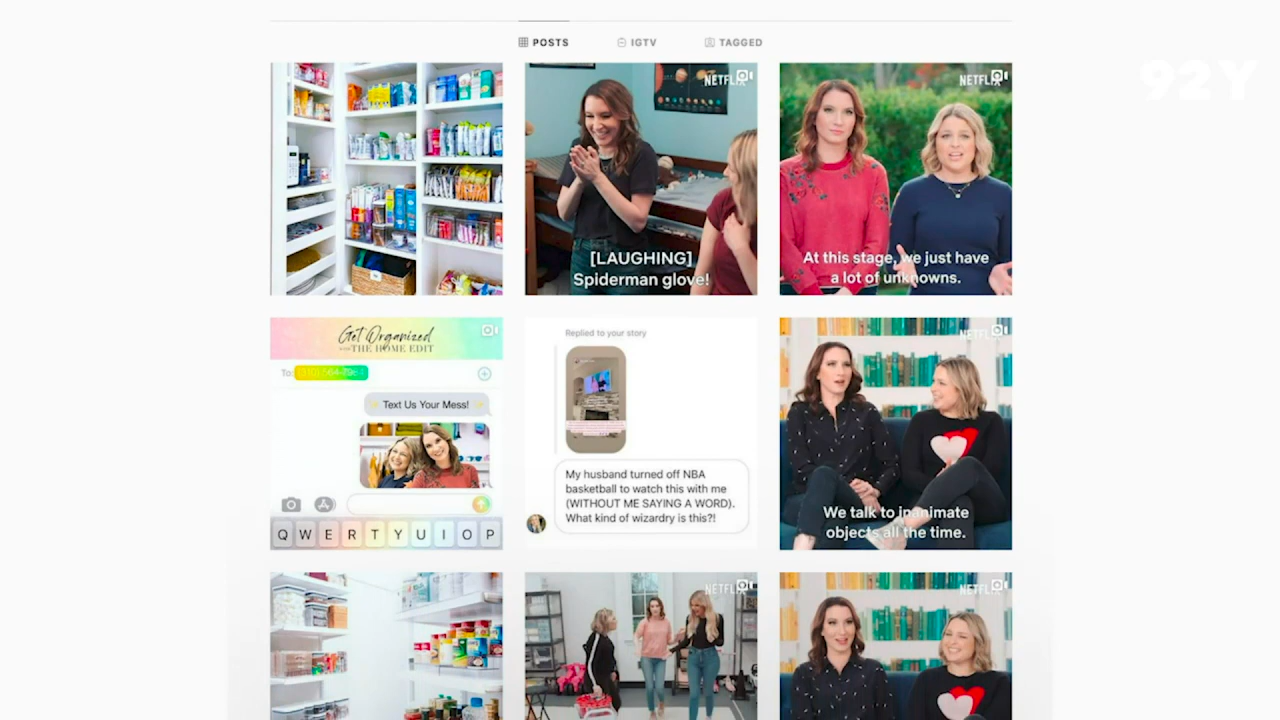 POSTS
IGTV
TAGGED
92Y
NETFLIX
[LAUGHING]
Spiderman glove!
NETFLIX
At this stage, we just have
a lot of unknowns.
Get Organized
WITH THE HOME EDIT
To:
Text Us Your Mess!
Q W E R T Y U I O P
Replied to your story
My husband turned off NBA
basketball to watch this with me
(WITHOUT ME SAYING A WORD).
What kind of wizardry is this?!
NETFLIX
We talk to inanimate
objects all the time.
NETFLIX
NETFLIX